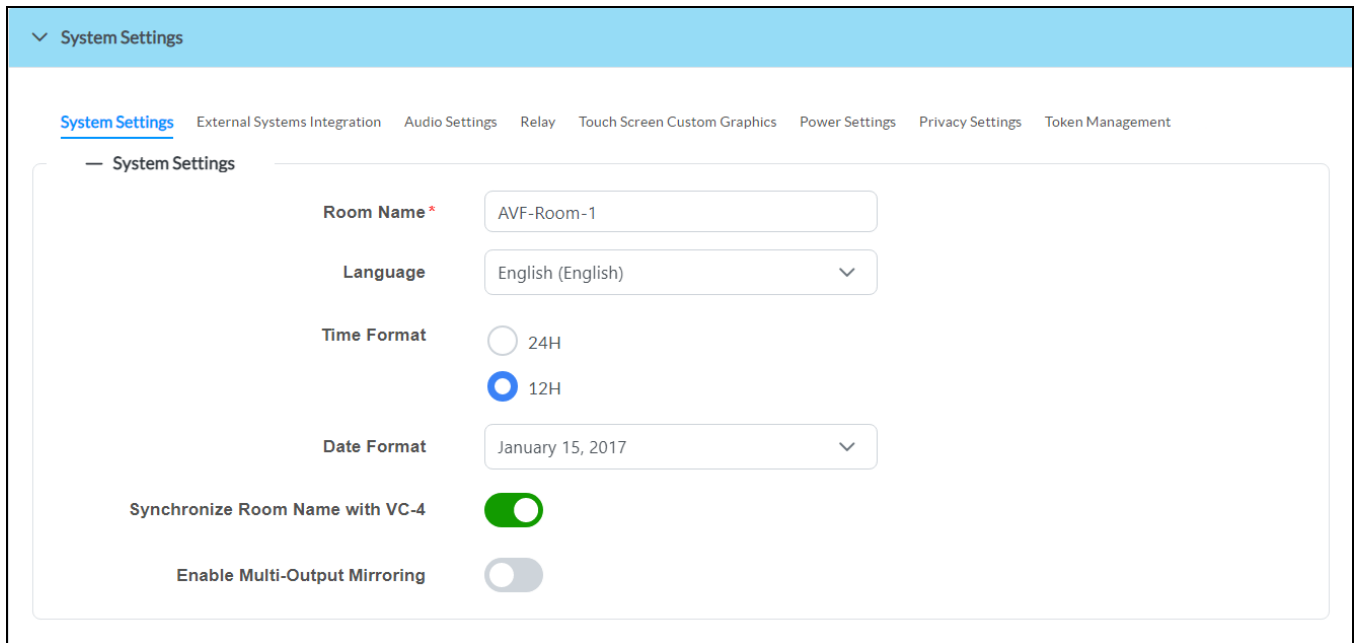 System Settings
System Settings External Systems Integration Audio Settings Relay Touch Screen Custom Graphics Power Settings Privacy Settings Token Management
System Settings
Room Name* AVF-Room-1
Language English (English)
Time Format 24H
12H
Date Format January 15, 2017
Synchronize Room Name with VC-4
Enable Multi-Output Mirroring